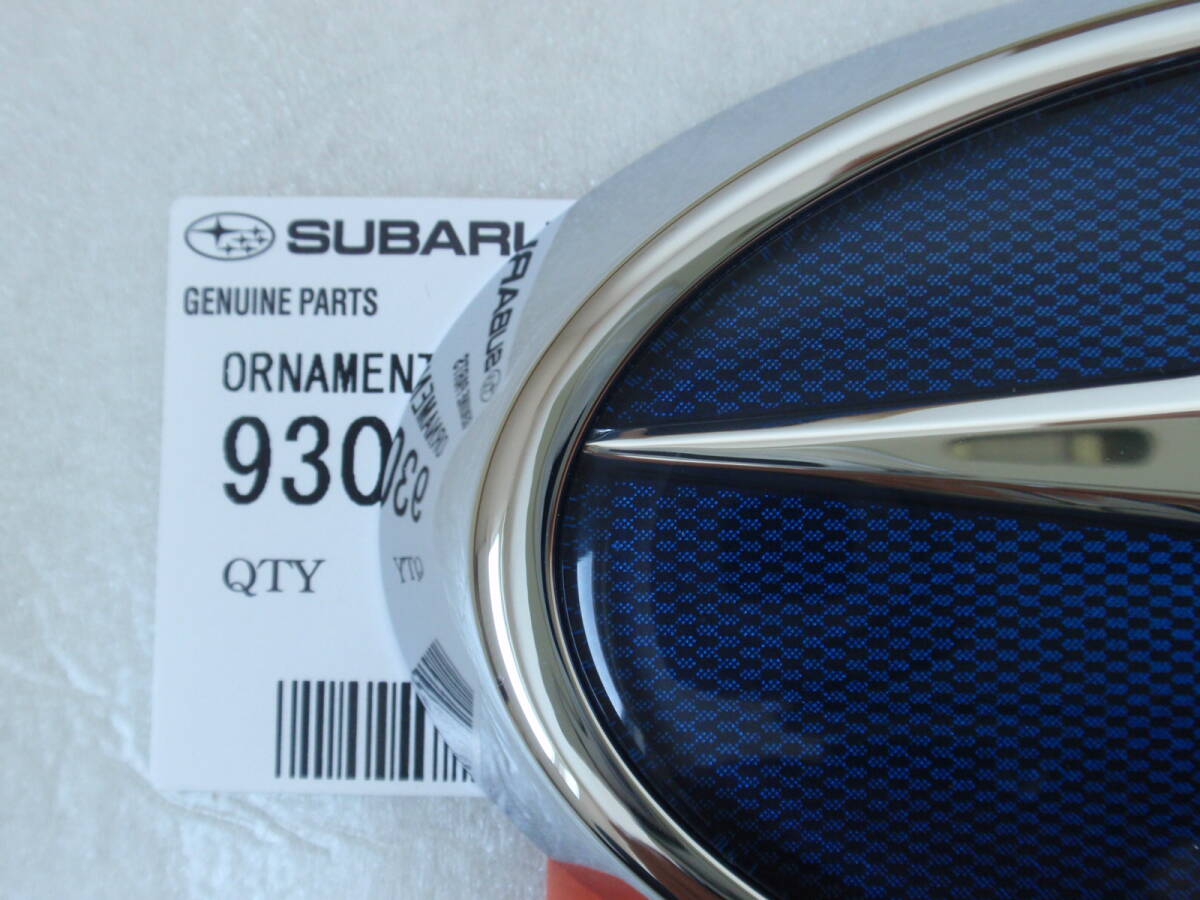 SUBARU
GENUINE PARTS
ORNAMENT
930
QTY